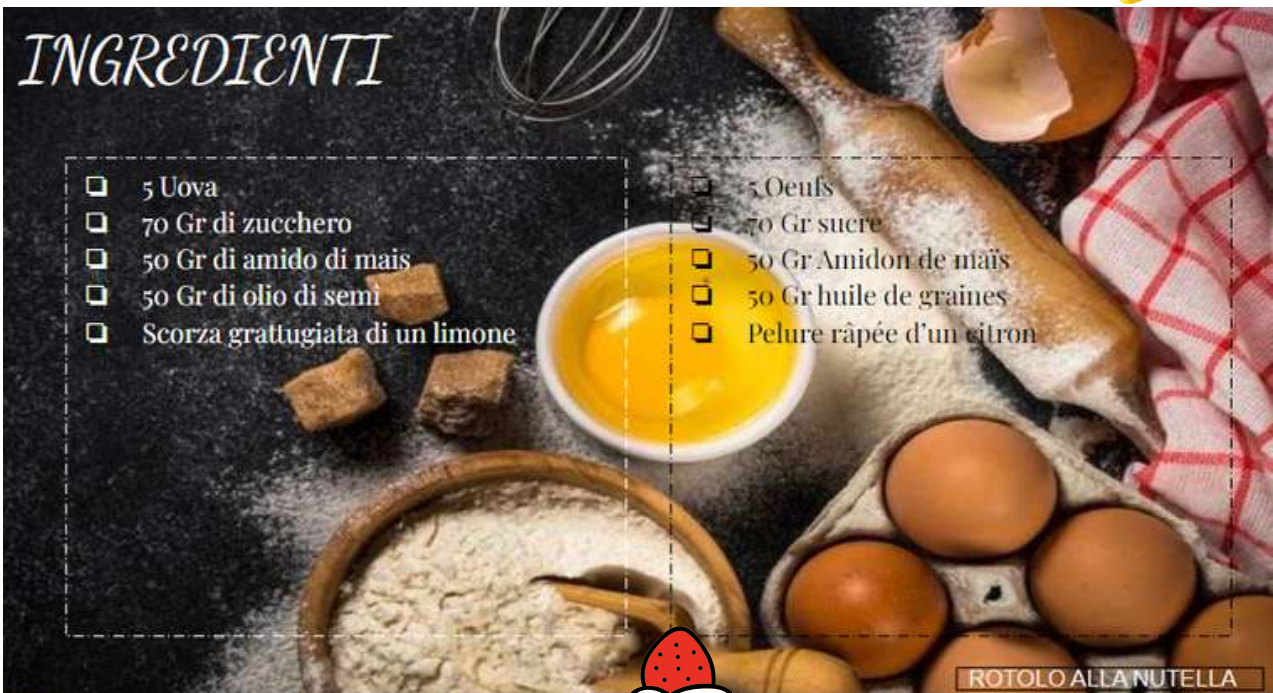 INGREDIENTI
❏ 5 Uova
❏ 70 Gr di zucchero
❏ 50 Gr di amido di mais
❏ 50 Gr di olio di semi
❏ Scorza grattugiata di un limone
❏ 5 Oeufs
❏ 70 Gr sucre
❏ 50 Gr Amidon de maïs
❏ 50 Gr huile de graines
❏ Pelure râpée d’un citron
ROTOLO ALLA NUTELLA